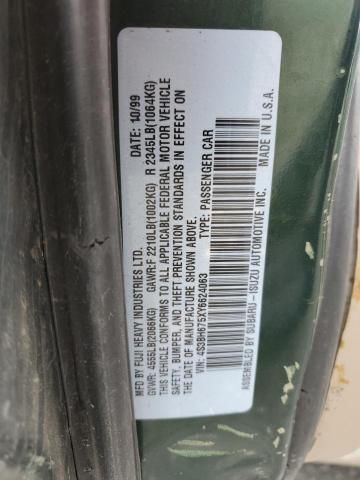 MFD BY FUJI HEAVY INDUSTRIES LTD. DATE: 10/99
GVWR: 4555LB(2066KG) GAWR:F 2210LB(1002KG) R 2345LB(1064KG)
THIS VEHICLE CONFORMS TO ALL APPLICABLE FEDERAL MOTOR VEHICLE
SAFETY, BUMPER, AND THEFT PREVENTION STANDARDS IN EFFECT ON
THE DATE OF MANUFACTURE SHOWN ABOVE.
VIN: 4S3BH675XY6624063 TYPE: PASSENGER CAR
ASSEMBLED BY SUBARU-ISUZU AUTOMOTIVE INC. MADE IN U.S.A.